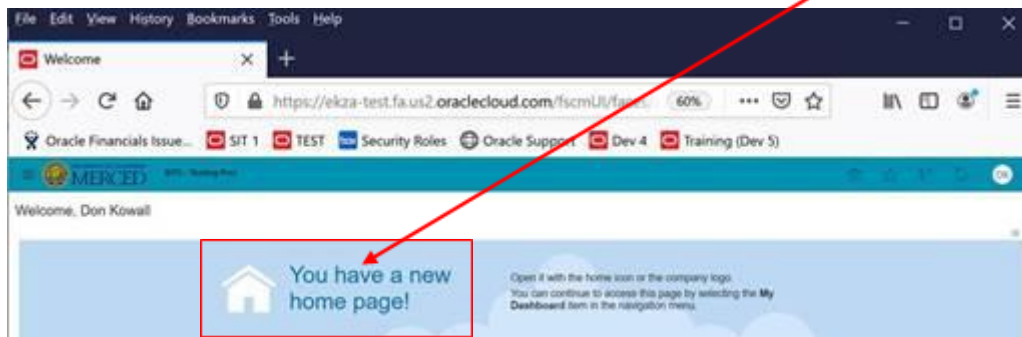 File Edit View History Bookmarks Tools Help
Welcome
https://ekza-test.fa.us2.oraclecloud.com/fscmUI/faces 60%
Oracle Financials Issue... SIT 1 TEST Security Roles Oracle Support Dev 4 Training (Dev 5)
MERCED
Welcome, Don Kowall
You have a new
home page!
Open it with the home icon or the company logo.
You can continue to access this page by selecting the My
Dashboard item in the navigation menu.